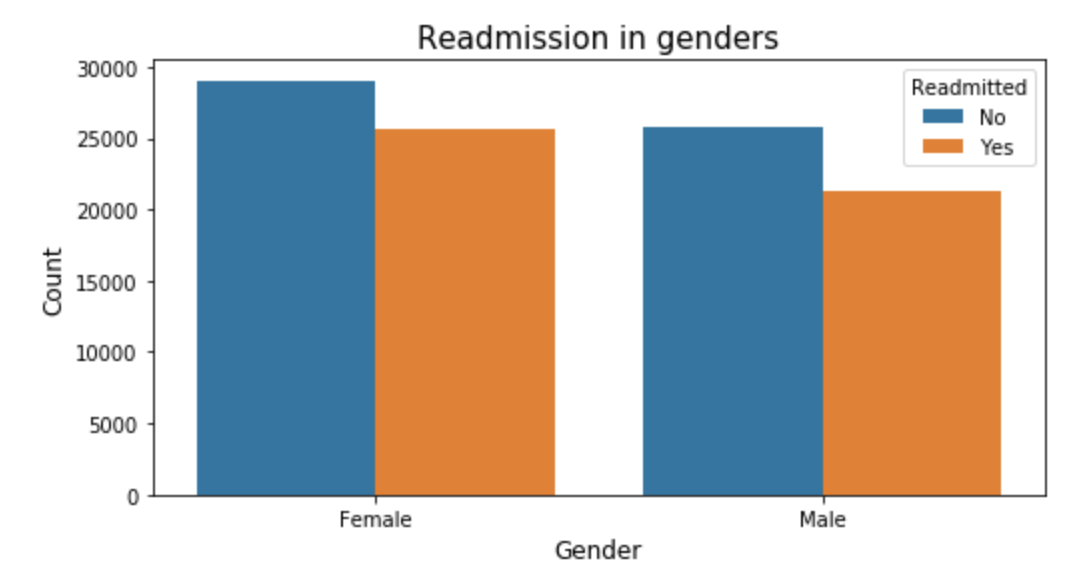 Readmission in genders
30000
25000
20000
15000
10000
5000
0
Count
Readmitted
No
Yes
Female
Male
Gender